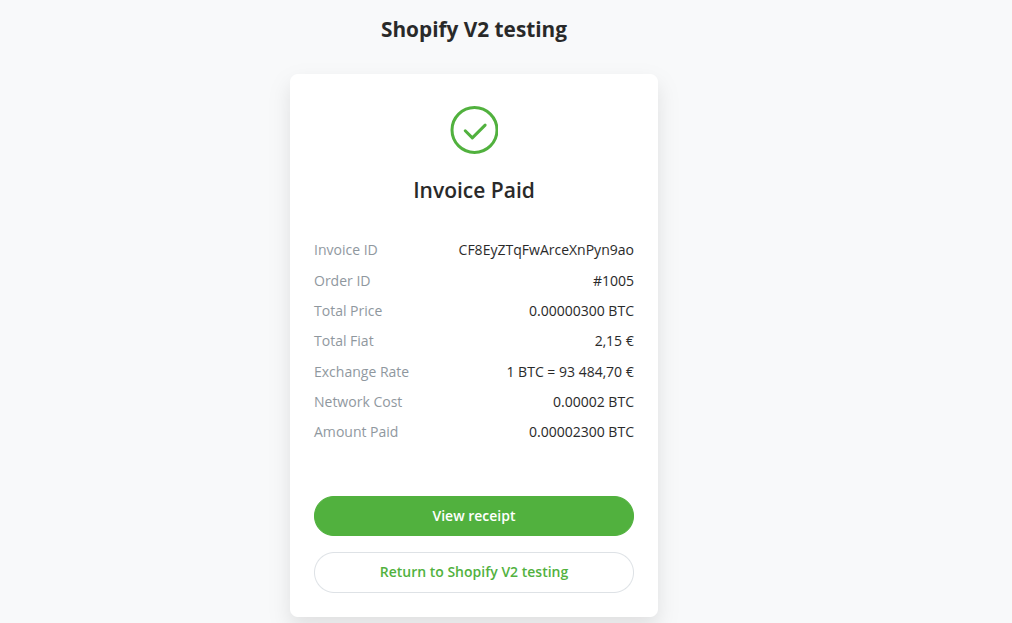 Shopify V2 testing
Invoice Paid
Invoice ID CF8EyZTqFwArceXnPyn9ao
Order ID #1005
Total Price 0.00000300 BTC
Total Fiat 2,15 €
Exchange Rate 1 BTC = 93 484,70 €
Network Cost 0.00002 BTC
Amount Paid 0.00002300 BTC
View receipt
Return to Shopify V2 testing